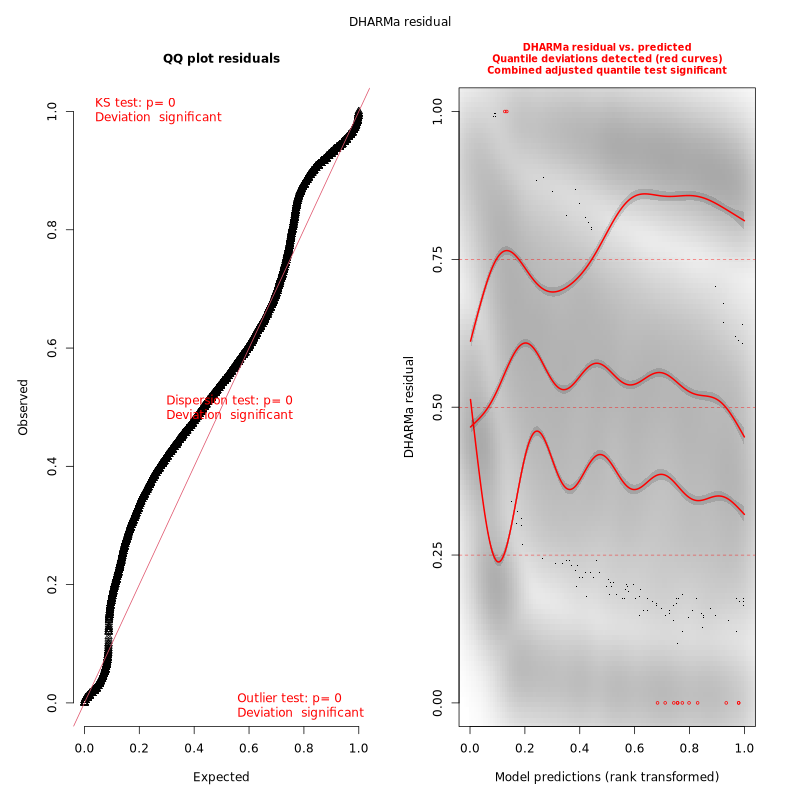 DHARMa residual
QQ plot residuals
KS test: p= 0
Deviation  significant
Dispersion test: p= 0
Deviation  significant
Outlier test: p= 0
Deviation  significant
Observed
0.0
0.2
0.4
0.6
0.8
1.0
0.0
0.2
0.4
0.6
0.8
1.0
Expected
DHARMa residual vs. predicted
Quantile deviations detected (red curves)
Combined adjusted quantile test significant
DHARMa residual
0.00
0.25
0.50
0.75
1.00
0.0
0.2
0.4
0.6
0.8
1.0
Model predictions (rank transformed)